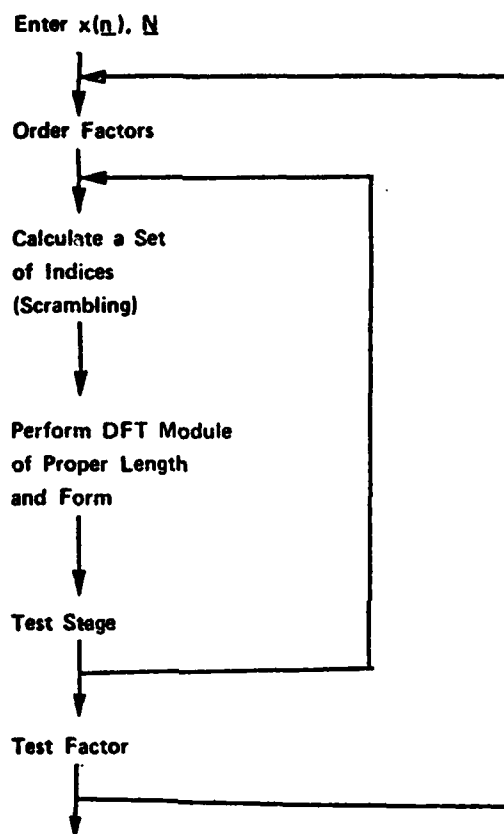 Enter x(n), N
Order Factors
Calculate a Set
of Indices
(Scrambling)
Perform DFT Module
of Proper Length
and Form
Test Stage
Test Factor